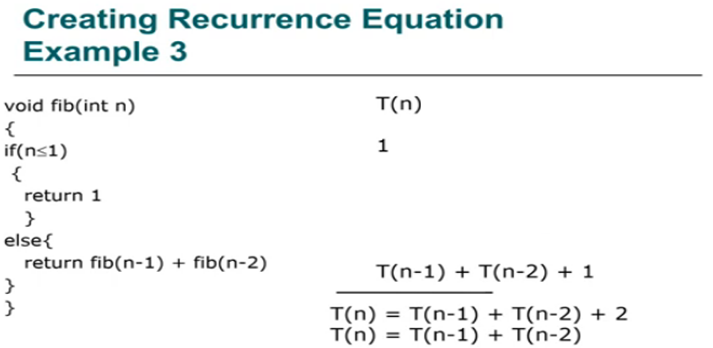 Creating Recurrence Equation
Example 3
void fib(int n)
T(n)
{
if(n≤1)
1
{
return 1
}
else{
return fib(n-1) + fib(n-2)
T(n-1) + T(n-2) + 1
}
}
T(n) = T(n-1) + T(n-2) + 2
T(n) = T(n-1) + T(n-2)